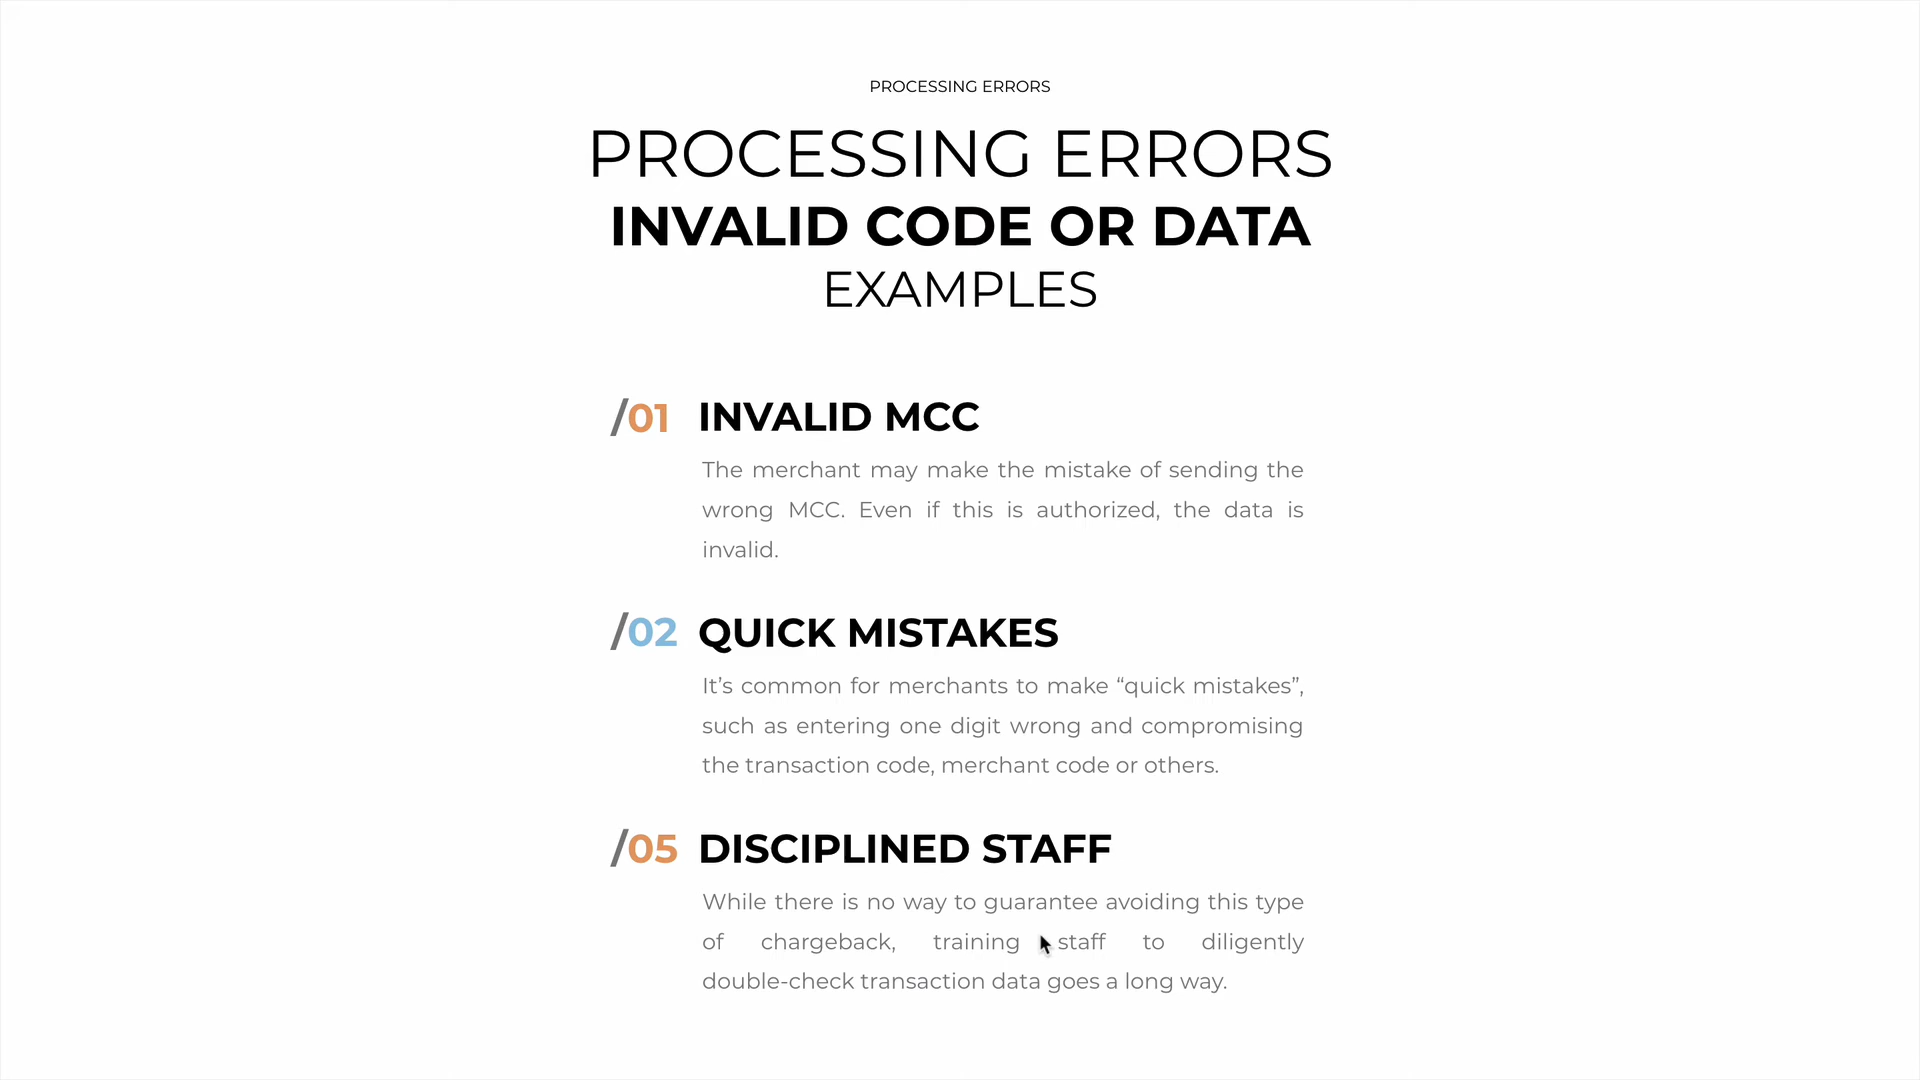 PROCESSING ERRORS
PROCESSING ERRORS
INVALID CODE OR DATA
EXAMPLES
/01 INVALID MCC
The merchant may make the mistake of sending the
wrong MCC. Even if this is authorized, the data is
invalid.
/02 QUICK MISTAKES
It’s common for merchants to make “quick mistakes”,
such as entering one digit wrong and compromising
the transaction code, merchant code or others.
/05 DISCIPLINED STAFF
While there is no way to guarantee avoiding this type
of chargeback, training staff to diligently
double-check transaction data goes a long way.